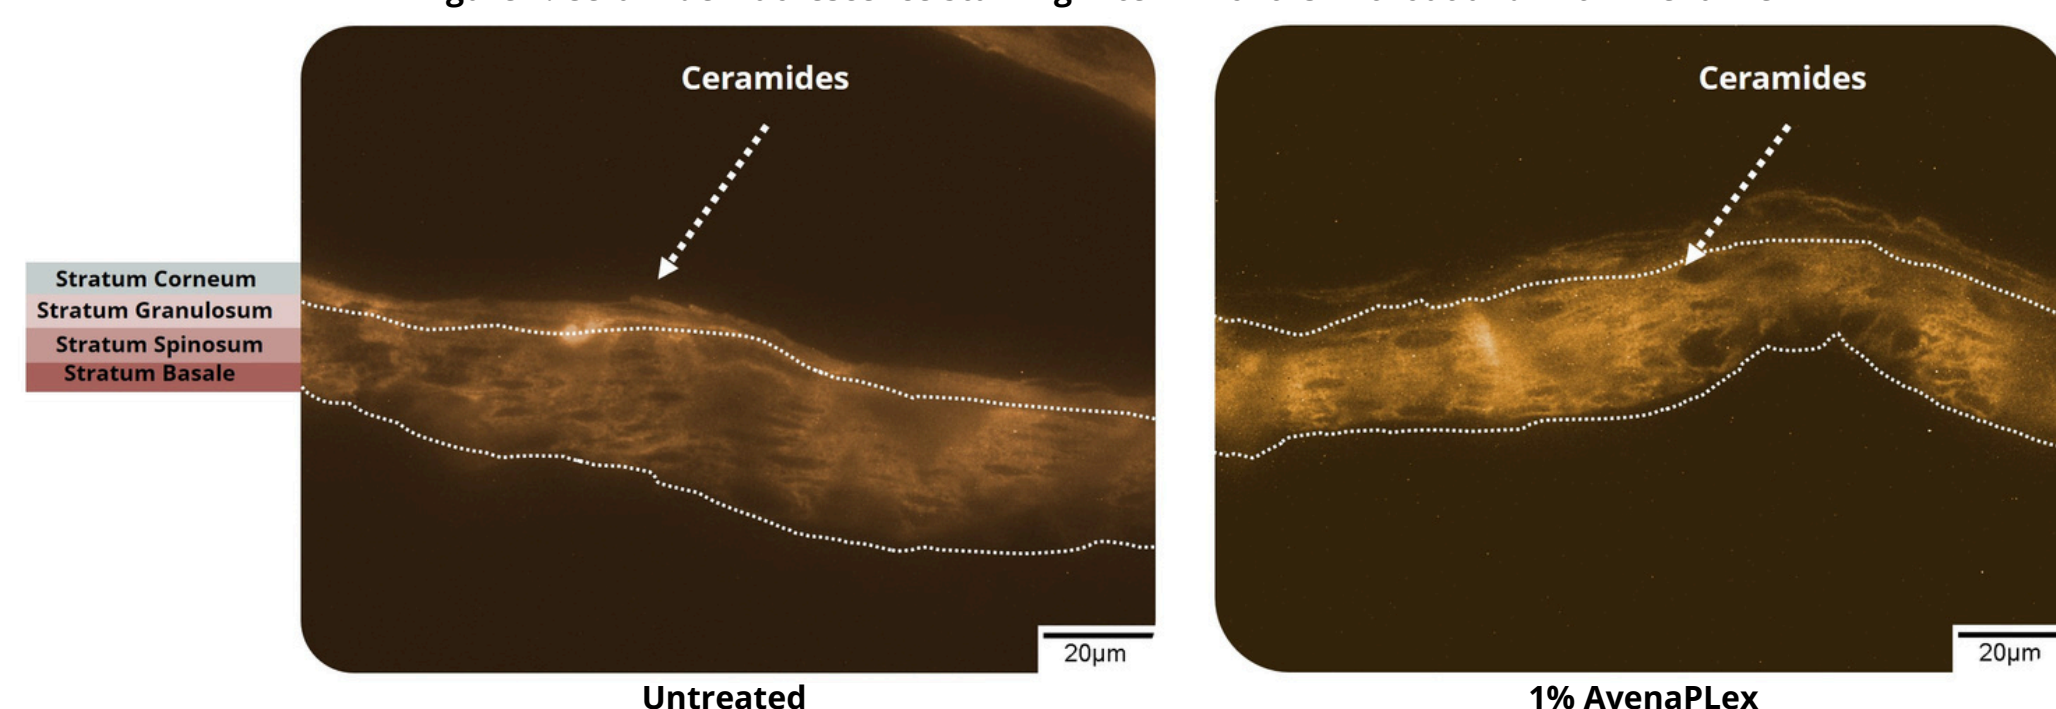 Ceramides
Ceramides
Stratum Corneum
Stratum Granulosum
Stratum Spinosum
Stratum Basale
20µm
20µm
Untreated
1% AvenaPLex